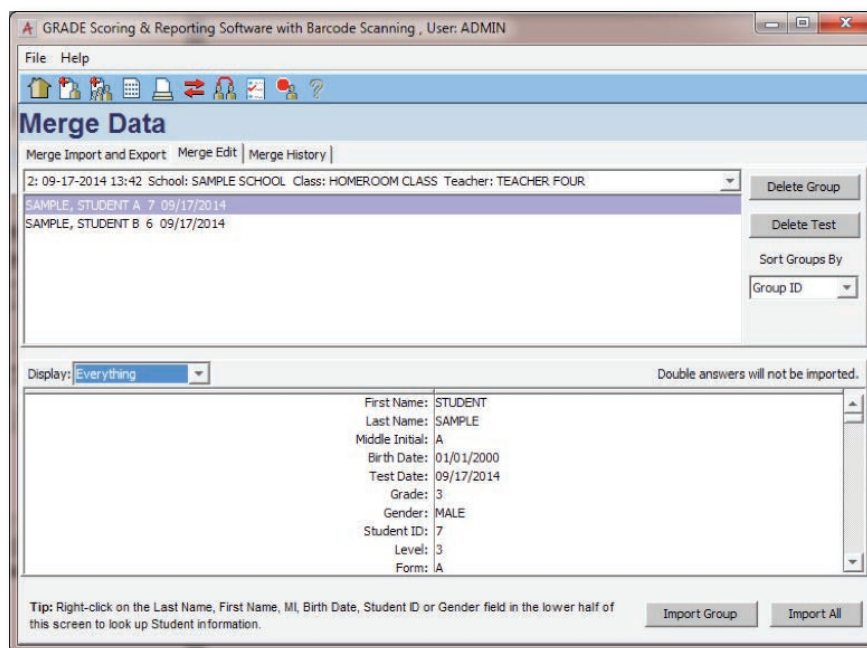 GRADE Scoring & Reporting Software with Barcode Scanning , User: ADMIN
File Help
Merge Data
Merge Import and Export Merge Edit Merge History
2: 09-17-2014 13:42 School: SAMPLE SCHOOL Class: HOMEROOM CLASS Teacher: TEACHER FOUR
Delete Group
SAMPLE, STUDENT A 7 09/17/2014
SAMPLE, STUDENT B 6 09/17/2014
Delete Test
Sort Groups By
Group ID
Display: Everything
Double answers will not be imported.
First Name: STUDENT
Last Name: SAMPLE
Middle Initial: A
Birth Date: 01/01/2000
Test Date: 09/17/2014
Grade: 3
Gender: MALE
Student ID: 7
Level: 3
Form: A
Tip: Right-click on the Last Name, First Name, MI, Birth Date, Student ID or Gender field in the lower half of
this screen to look up Student information.
Import Group
Import All